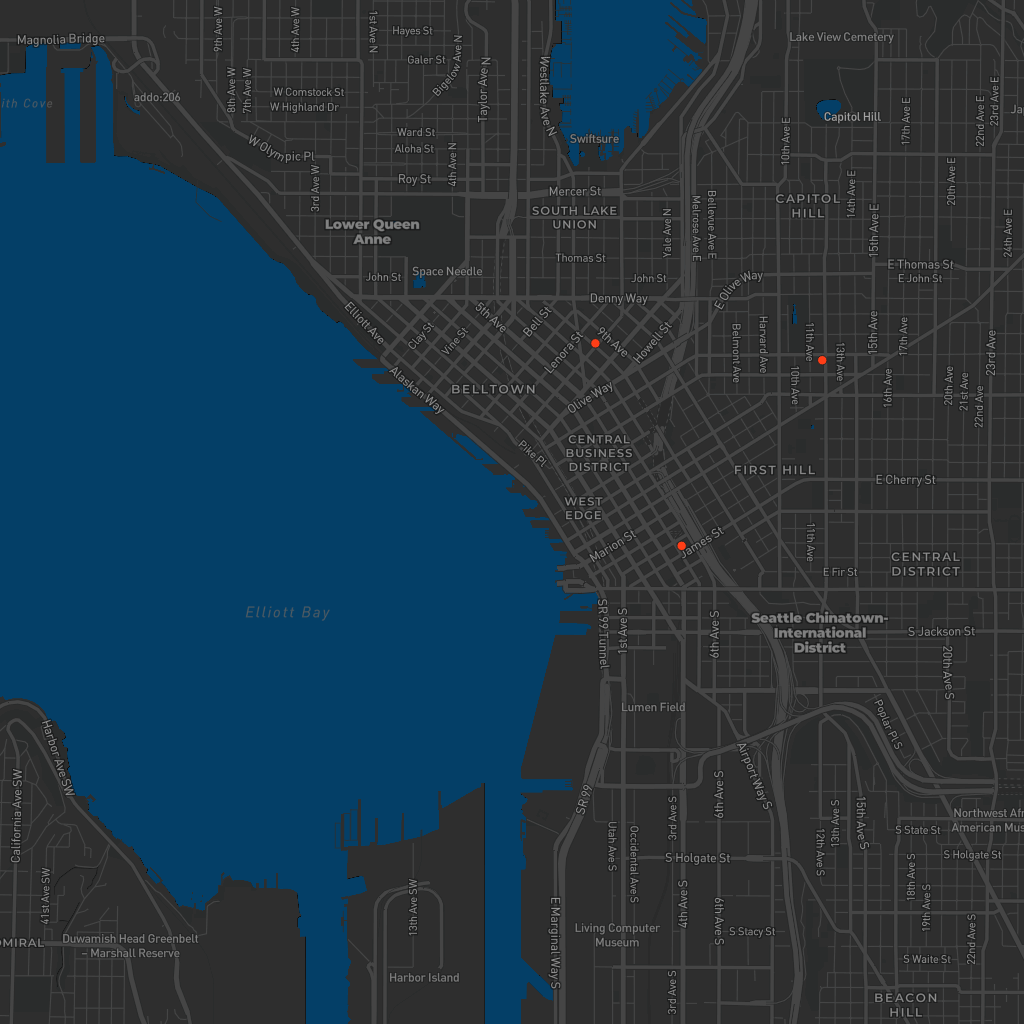 Magnolia Bridge
9th Ave W
4th Ave W
1st Ave N
Hayes St
Galer St
Bigelow Ave N
Taylor Ave N
Westlake Ave N
Lake View Cemetery
ith Cove
addo:206
8th Ave W
7th Ave W
W Comstock St
W Highland Dr
Ward St
Aloha St
W Olympic Pl
3rd Ave W
Roy St
4th Ave N
Swiftsure
Mercer St
Capitol Hill
10th Ave E
17th Ave E
22nd Ave E
23rd Ave E
Ja
20th Ave E
14th Ave E
CAPITOL
HILL
15th Ave E
24th Ave E
SOUTH LAKE
UNION
Yale Ave N
Melrose Ave E
Bellevue Ave E
Lower Queen
Anne
Thomas St
John St
Space Needle
John St
E Thomas St
E John St
Denny Way
E Olive Way
Elliott Ave
Clay St
Vine St
5th Ave
Bell St
Lenora St
9th Ave
Howell St
Belmont Ave
Harvard Ave
11th Ave
10th Ave
13th Ave
15th Ave
17th Ave
16th Ave
20th Ave
21st Ave
22nd Ave
23rd Ave
Alaskan Way
BELLTOWN
Olive Way
Pike Pl
CENTRAL
BUSINESS
DISTRICT
FIRST HILL
E Cherry St
WEST
EDGE
Marion St
James St
11th Ave
E Fir St
CENTRAL
DISTRICT
Elliott Bay
SR 99 Tunnel
1st Ave S
6th Ave S
Seattle Chinatown-
International
District
S Jackson St
20th Ave S
Lumen Field
Poplar Pl S
Harbor Ave SW
California Ave SW
41st Ave SW
SR 99
Airport Way S
Utah Ave S
Occidental Ave S
3rd Ave S
6th Ave S
12th Ave S
13th Ave S
15th Ave S
Northwest Afr
American Muse
S State St
S Holgate St
S Holgate St
18th Ave S
19th Ave S
22nd Ave S
DMIRAL
Duwamish Head Greenbelt
– Marshall Reserve
13th Ave SW
Harbor Island
E Marginal Way S
Living Computer
Museum
4th Ave S
6th Ave S
S Stacy St
3rd Ave S
S Waite St
BEACON
HILL